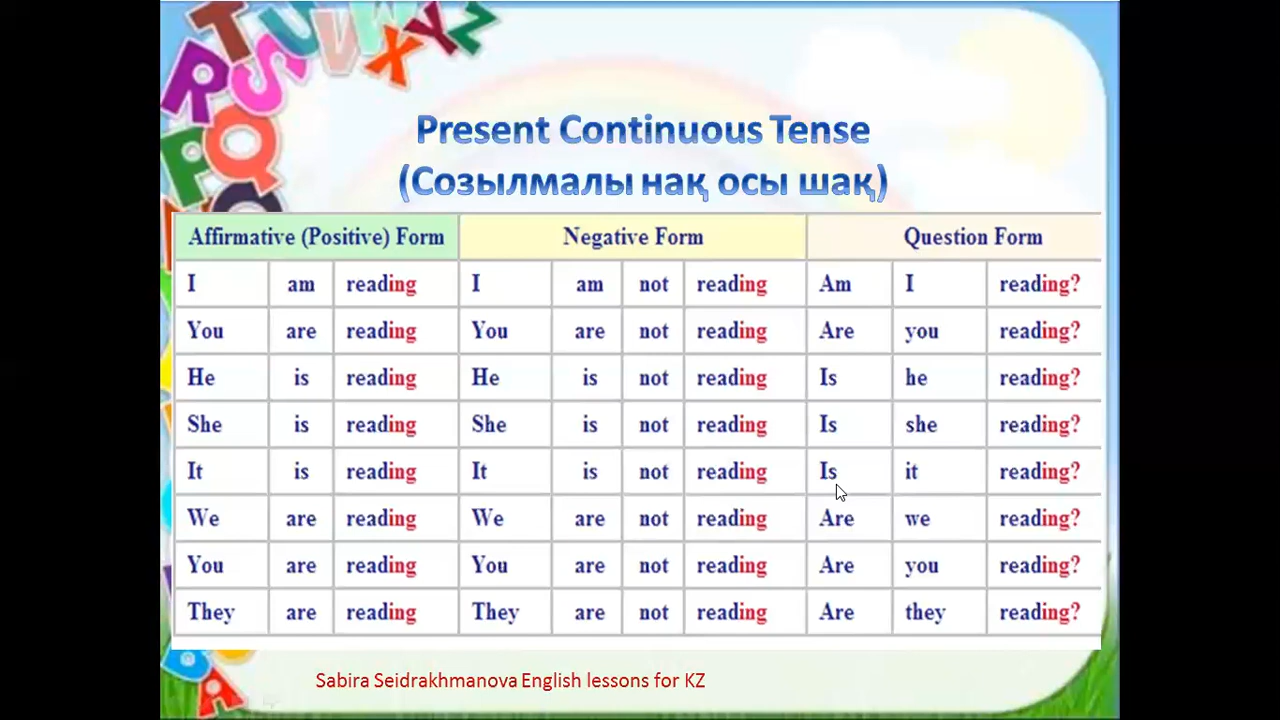 Present Continuous Tense
(Созылмалы нақ осы шақ)
Affirmative (Positive) Form Negative Form Question Form
I am reading I am not reading Am I reading?
You are reading You are not reading Are you reading?
He is reading He is not reading Is he reading?
She is reading She is not reading Is she reading?
It is reading It is not reading Is it reading?
We are reading We are not reading Are we reading?
You are reading You are not reading Are you reading?
They are reading They are not reading Are they reading?
Sabira Seidrakhmanova English lessons for KZ